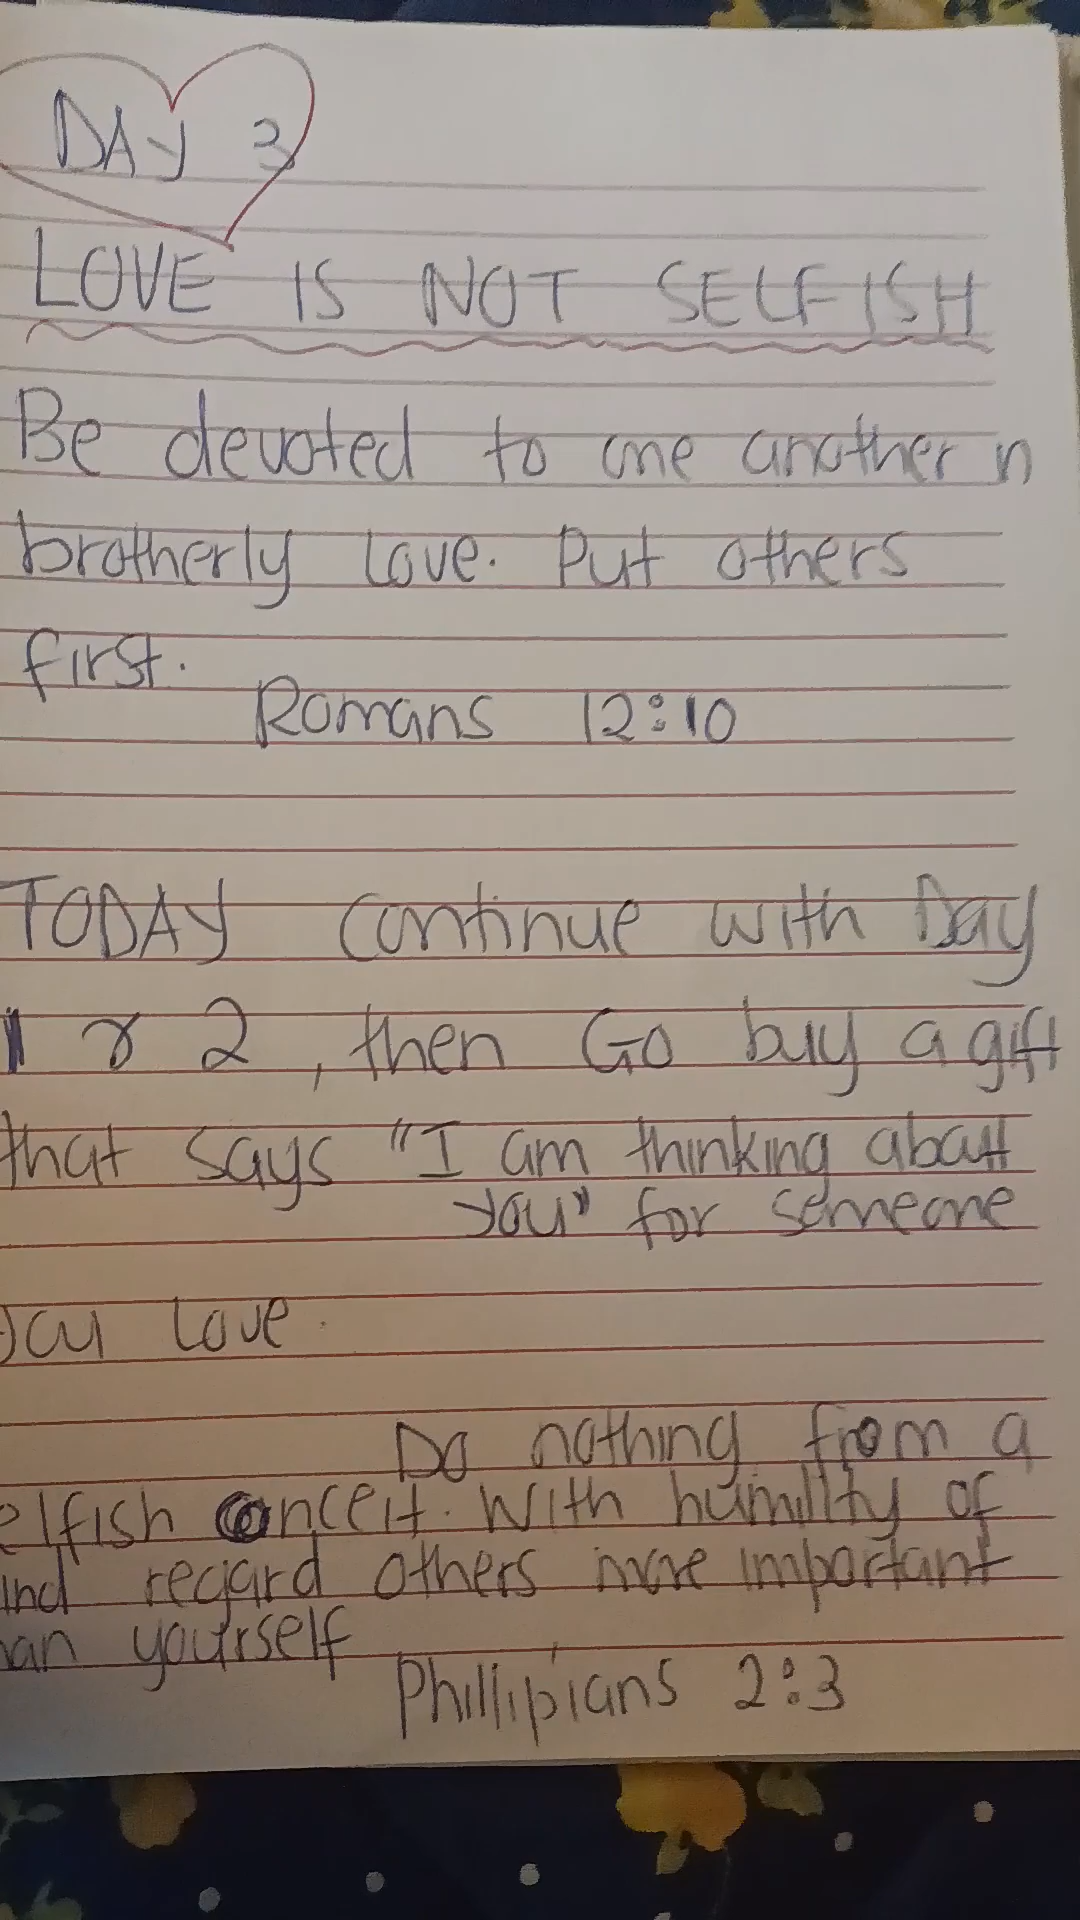 DAY 3
LOVE IS NOT SELFISH
Be devoted to one another n
brotherly love. Put others
first.
Romans 12:10
TODAY continue with Day
1 & 2, then Go buy a gift
that says "I am thinking about
you" for someone
you love.
Do nothing from a
elfish conceit. With humility of
ind regard others more important
han yourself
Phillipians 2:3